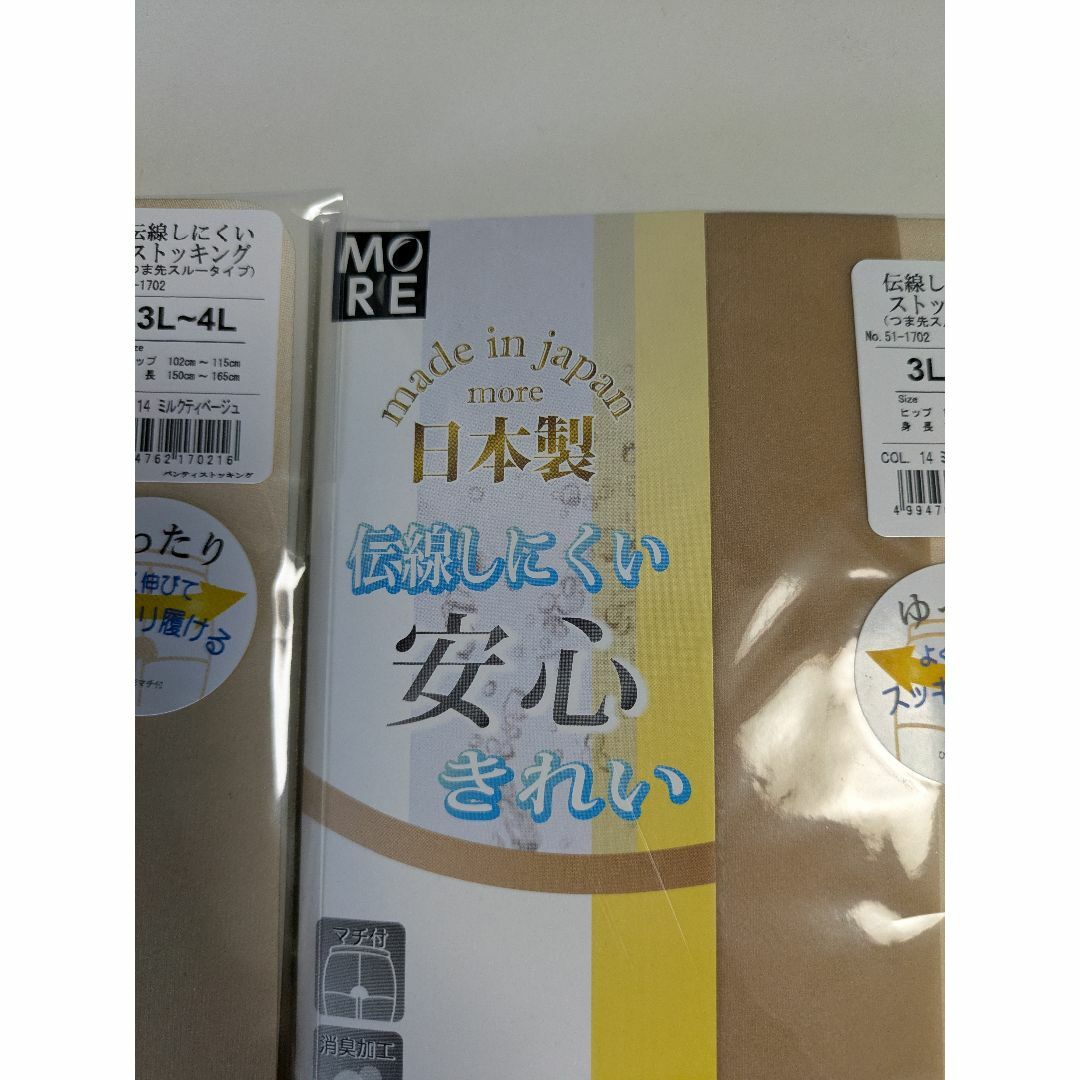 伝線しにくい
ストッキング
つま先スルータイプ)
-1702
3L~4L
ヒップ 102cm~115cm
長 150cm~165cm
14 ミルクティベージュ
4762170216
パンティストッキング
ったり
伸びて
り履ける
マチ付
MO
RE
made in japan
more
日本製
伝線しにくい
安心
きれい
マチ付
消臭加工
伝線し
ストッ
(つま先ス
No. 51-1702
3L
Size
ヒップ
身 長
COL. 14 ミ
ゆ
よく
スッキ